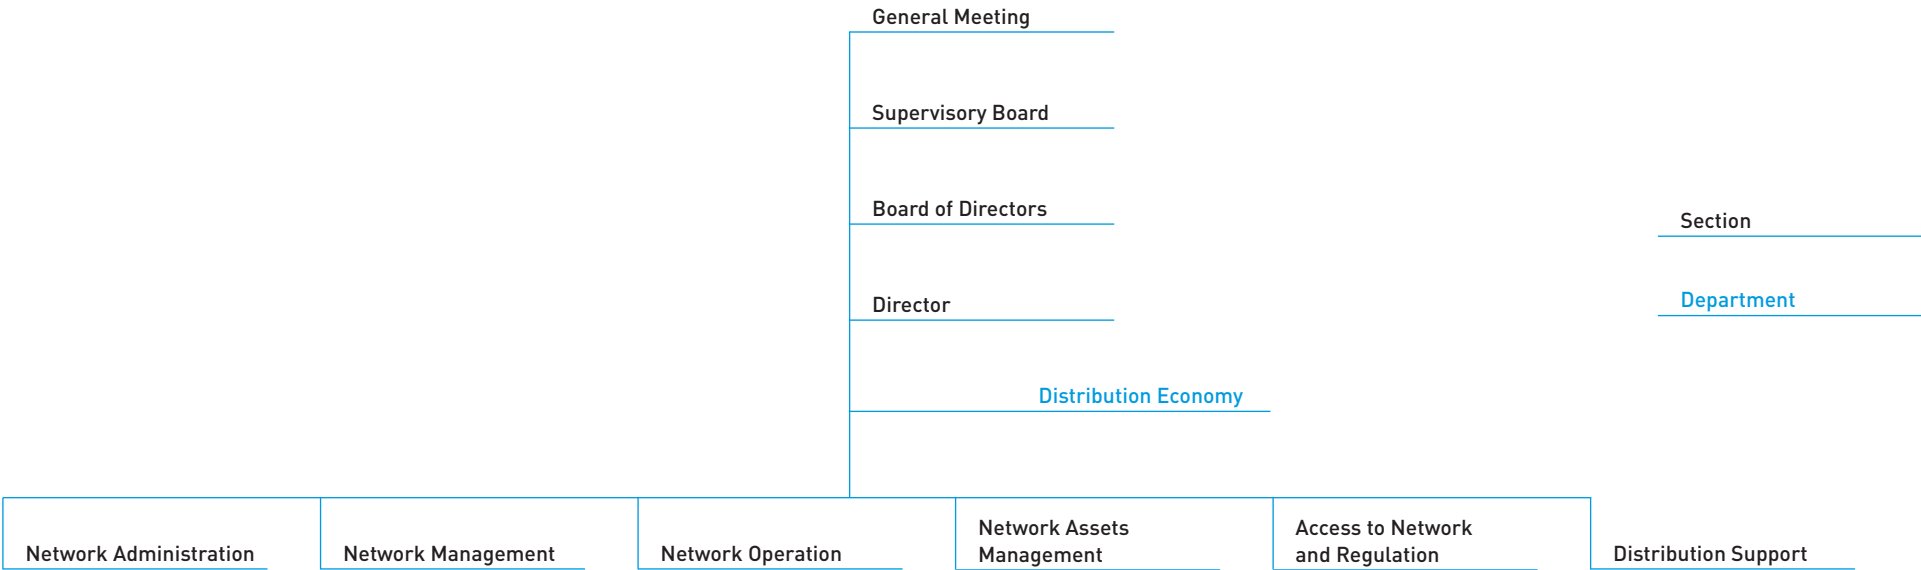 General Meeting
Supervisory Board
Board of Directors
Section
Director
Department
Distribution Economy
Network Administration
Network Management
Network Operation
Network Assets
Management
Access to Network
and Regulation
Distribution Support